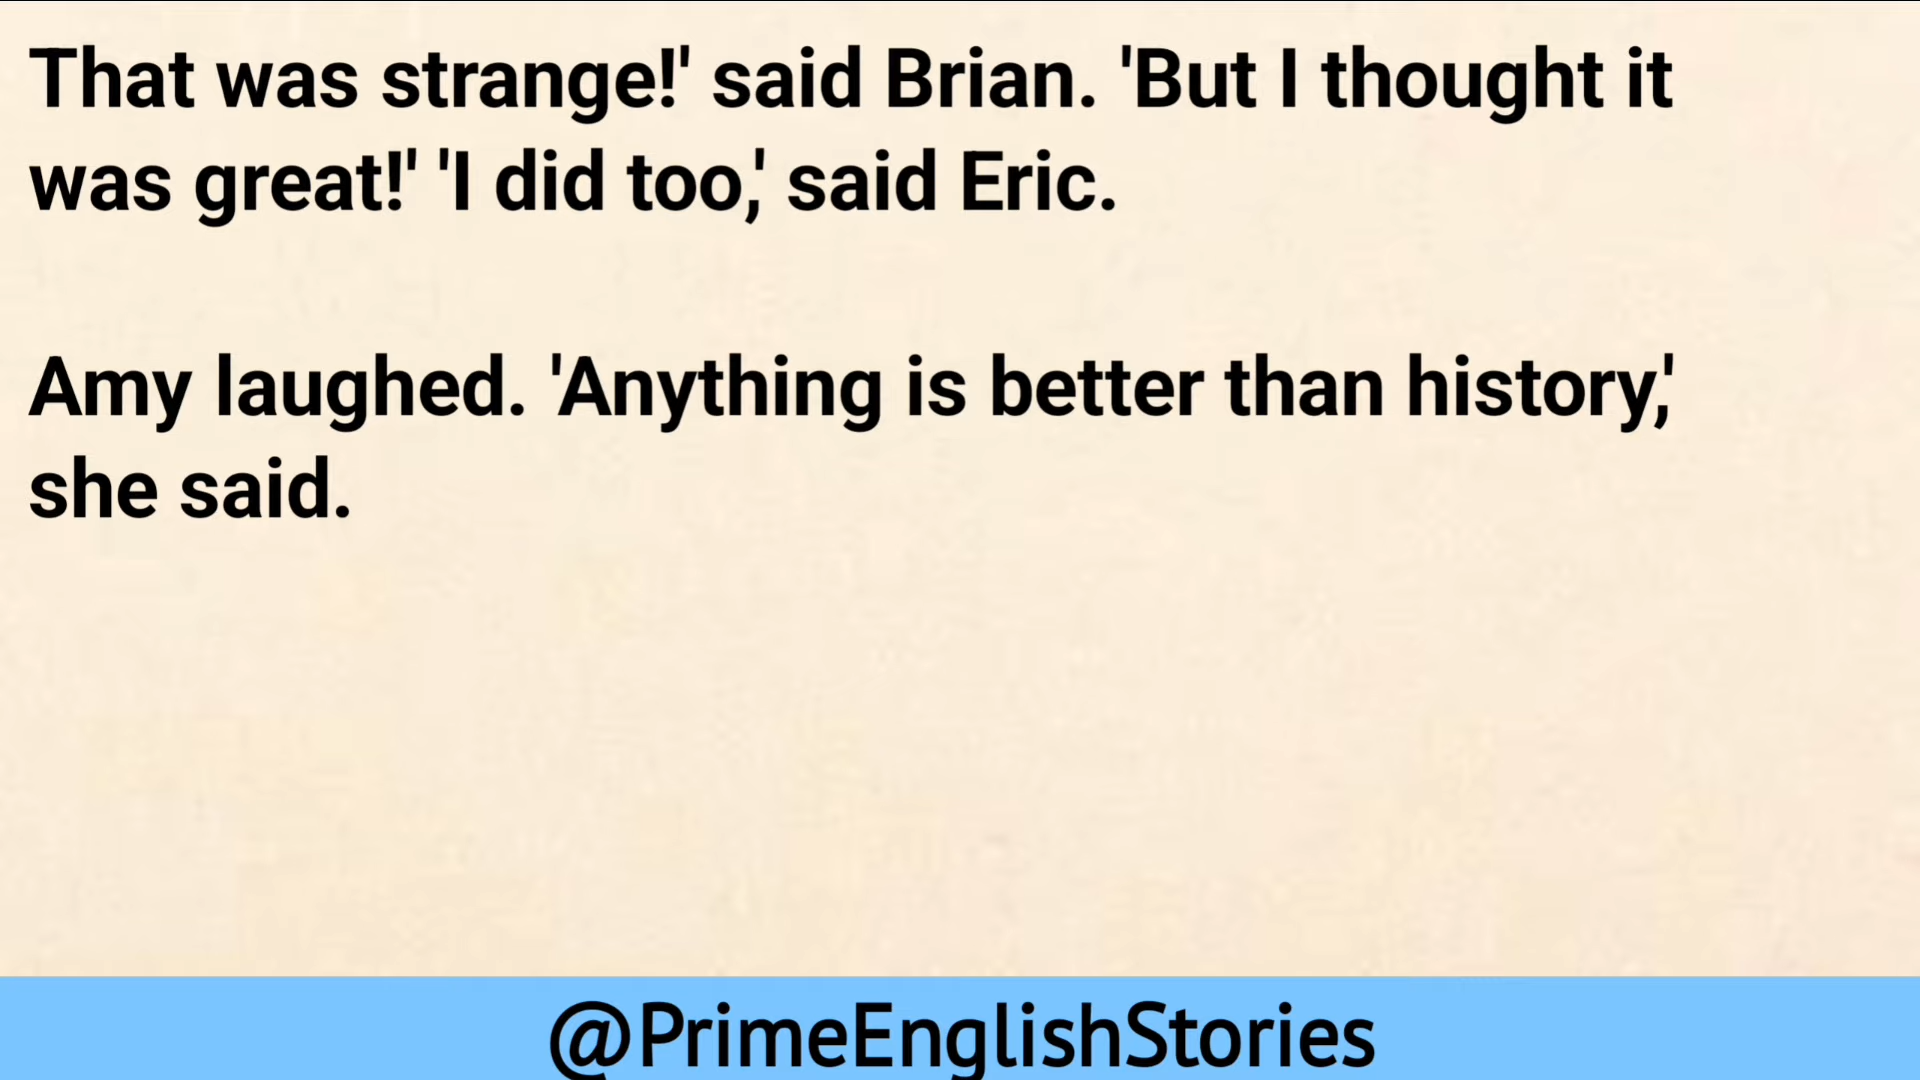 That was strange!' said Brian. 'But I thought it
was great!' 'I did too,' said Eric.
Amy laughed. 'Anything is better than history,'
she said.
@PrimeEnglishStories